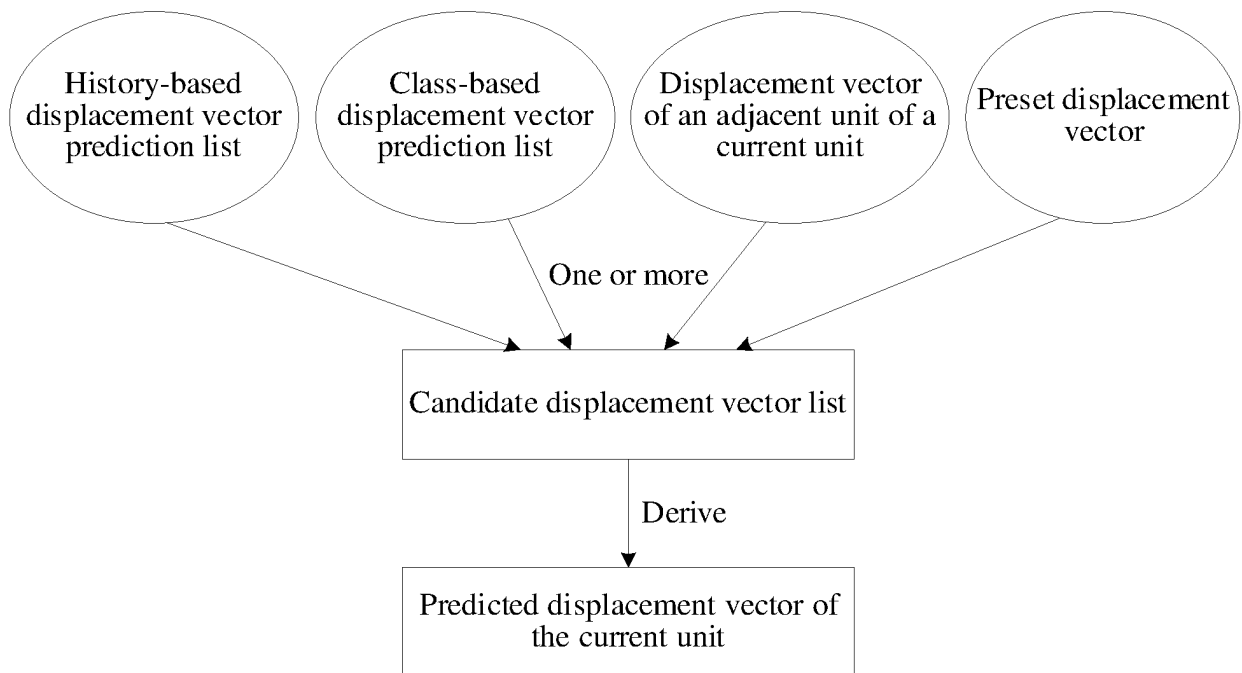 History-based
displacement vector
prediction list
Class-based
displacement vector
prediction list
Displacement vector
of an adjacent unit of a
current unit
Preset displacement
vector
One or more
Candidate displacement vector list
Derive
Predicted displacement vector of
the current unit